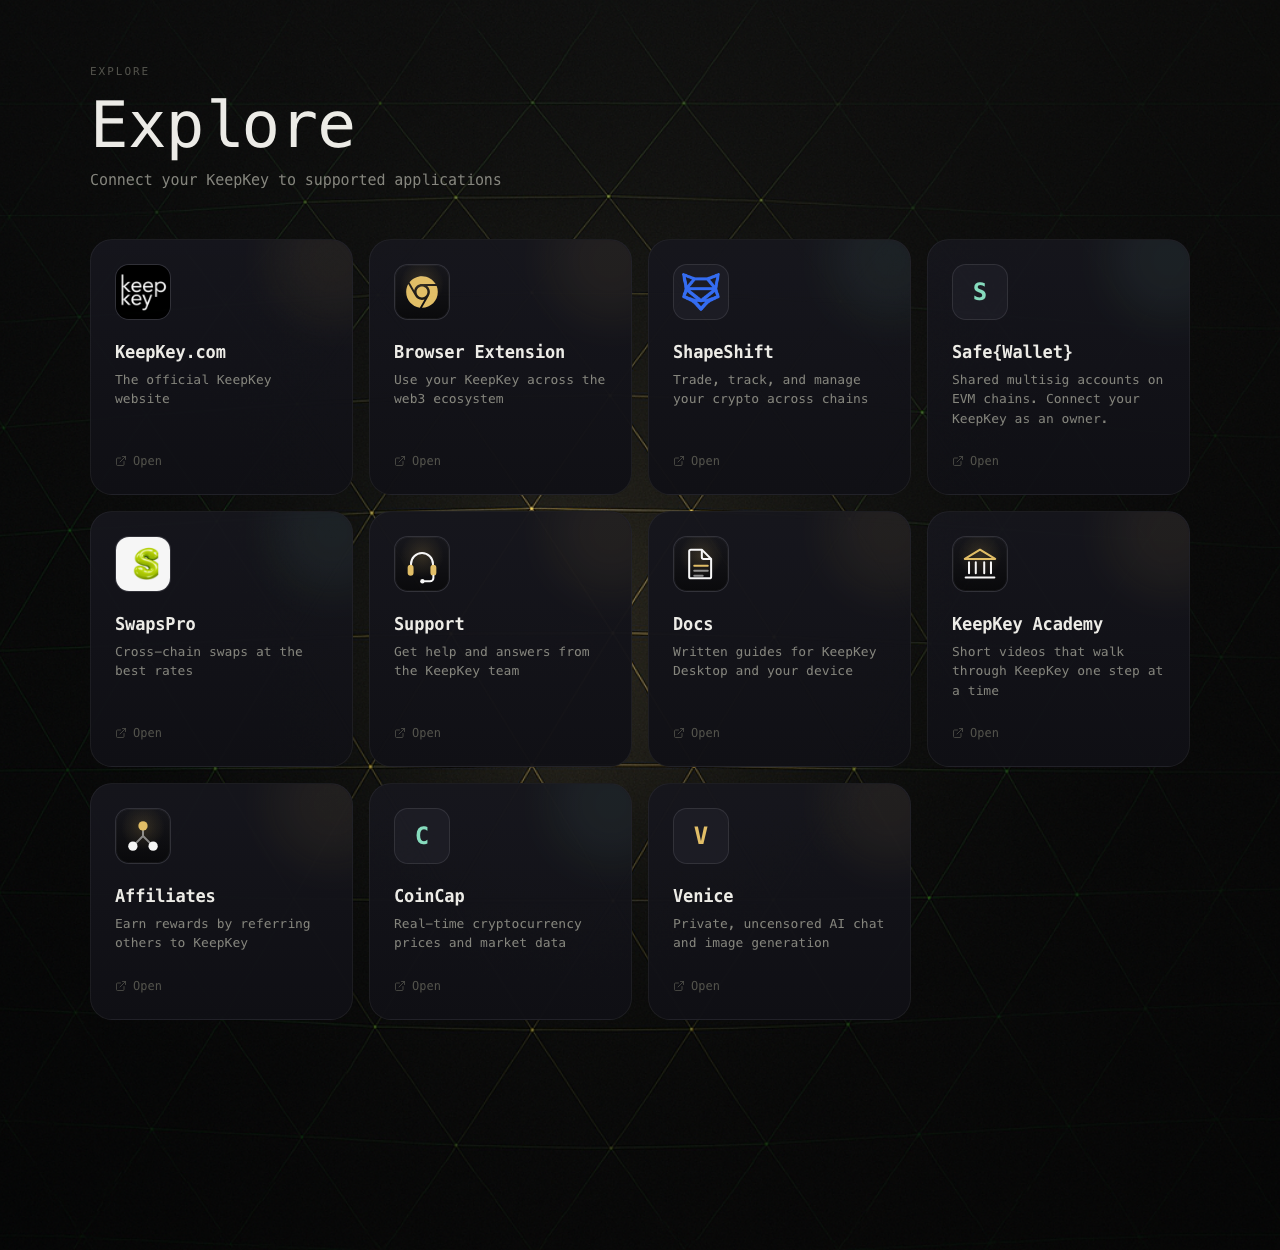 EXPLORE
Explore
Connect your KeepKey to supported applications
keep
key
KeepKey.com
The official KeepKey
website
Open
Browser Extension
Use your KeepKey across the
web3 ecosystem
Open
ShapeShift
Trade, track, and manage
your crypto across chains
Open
S
Safe{Wallet}
Shared multisig accounts on
EVM chains. Connect your
KeepKey as an owner.
Open
S
SwapsPro
Cross-chain swaps at the
best rates
Open
Support
Get help and answers from
the KeepKey team
Open
Docs
Written guides for KeepKey
Desktop and your device
Open
KeepKey Academy
Short videos that walk
through KeepKey one step at
a time
Open
Affiliates
Earn rewards by referring
others to KeepKey
Open
C
CoinCap
Real-time cryptocurrency
prices and market data
Open
V
Venice
Private, uncensored AI chat
and image generation
Open